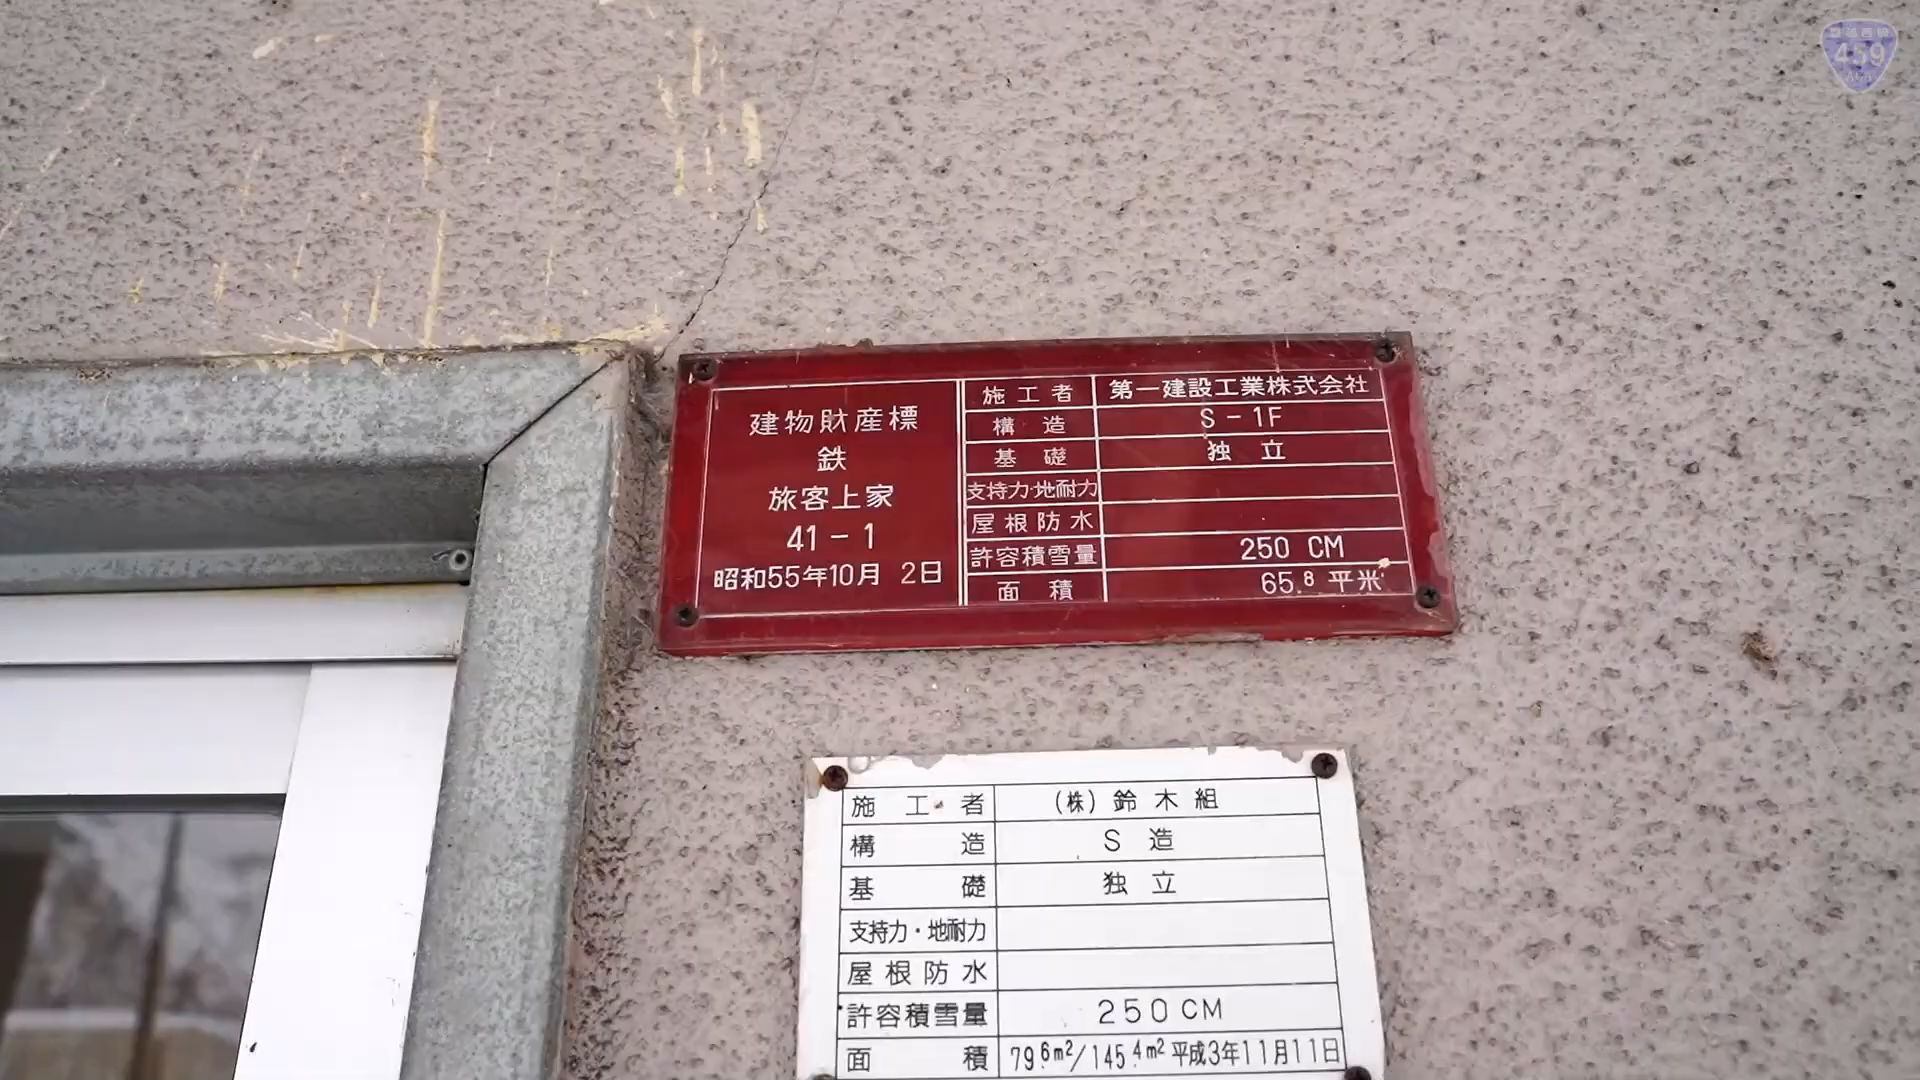 459
建物財産標
鉄
旅客上家
41-1
昭和55年10月 2日
施工者 第一建設工業株式会社
構造 S-1F
基礎 独立
支持力・地耐力
屋根防水
許容積雪量 250 CM
面積 65.8 平米
施工者 (株)鈴木組
構造 S造
基礎 独立
支持力・地耐力
屋根防水
許容積雪量 250CM
面積 79.6m²/145.4m² 平成3年11月11日